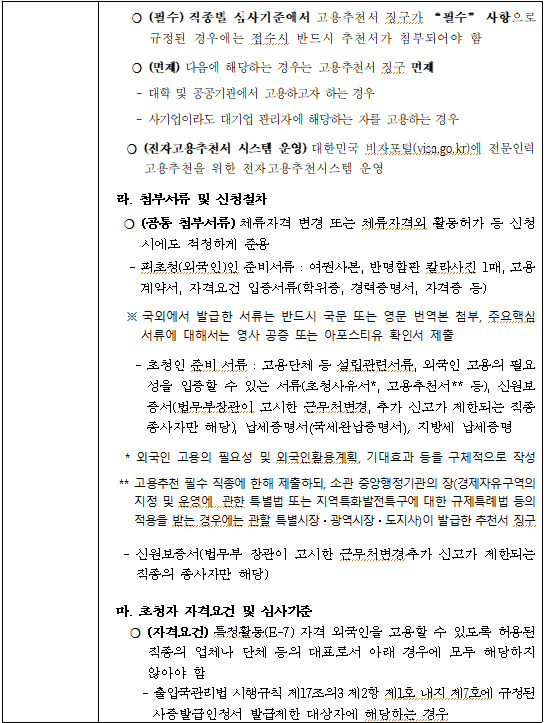 ❍ (필수) 직종별 심사기준에서 고용추천서 징구가 “필수” 사항으로
규정된 경우에는 접수시 반드시 추천서가 첨부되어야 함
❍ (면제) 다음에 해당하는 경우는 고용추천서 징구 면제
- 대학 및 공공기관에서 고용하고자 하는 경우
- 사기업이라도 대기업 관리자에 해당하는 자를 고용하는 경우
❍ (전자고용추천서 시스템 운영) 대한민국 비자포털(visa.go.kr)에 전문인력
고용추천을 위한 전자고용추천시스템 운영
라. 첨부서류 및 신청절차
❍ (공통 첨부서류) 체류자격 변경 또는 체류자격외 활동허가 등 신청
시에도 적정하게 준용
- 피초청(외국인)인 준비서류 : 여권사본, 반명함판 칼라사진 1매, 고용
계약서, 자격요건 입증서류(학위증, 경력증명서, 자격증 등)
※ 국외에서 발급한 서류는 반드시 국문 또는 영문 번역본 첨부, 주요핵심
서류에 대해서는 영사 공증 또는 아포스티유 확인서 제출
- 초청인 준비 서류 : 고용단체 등 설립관련서류, 외국인 고용의 필요
성을 입증할 수 있는 서류(초청사유서*, 고용추천서** 등), 신원보
증서(법무부장관이 고시한 근무처변경, 추가 신고가 제한되는 직종
종사자만 해당), 납세증명서(국세완납증명서), 지방세 납세증명
* 외국인 고용의 필요성 및 외국인활용계획, 기대효과 등을 구체적으로 작성
** 고용추천 필수 직종에 한해 제출하되, 소관 중앙행정기관의 장(경제자유구역의
지정 및 운영에 관한 특별법 또는 지역특화발전특구에 대한 규제특례법 등의
적용을 받는 경우에는 관할 특별시장·광역시장·도지사)이 발급한 추천서 징구
- 신원보증서(법무부 장관이 고시한 근무처변경추가 신고가 제한되는
직종의 종사자만 해당)
마. 초청자 자격요건 및 심사기준
❍ (자격요건) 특정활동(E-7) 자격 외국인을 고용할 수 있도록 허용된
직종의 업체나 단체 등의 대표로서 아래 경우에 모두 해당하지
않아야 함
- 출입국관리법 시행규칙 제17조의3 제2항 제1호 내지 제7호에 규정된
사증발급인정서 발급제한 대상자에 해당하는 경우